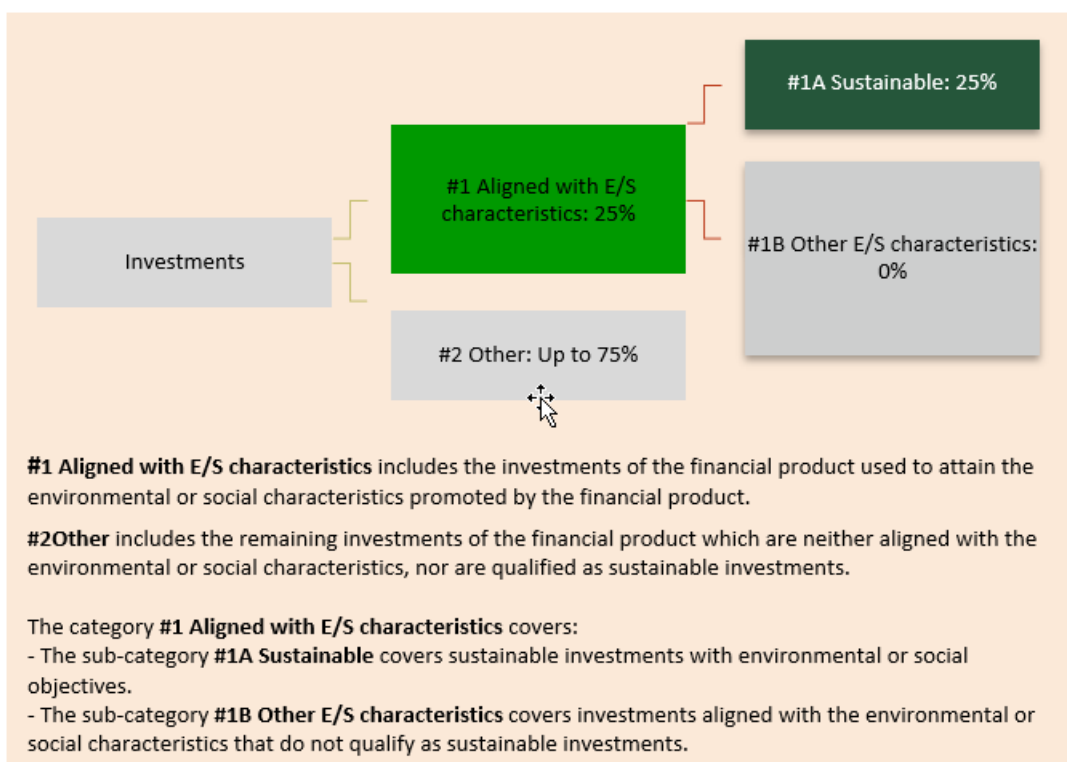 #1A Sustainable: 25%
#1 Aligned with E/S
characteristics: 25%
Investments
#1B Other E/S characteristics:
0%
#2 Other: Up to 75%
#1 Aligned with E/S characteristics includes the investments of the financial product used to attain the
environmental or social characteristics promoted by the financial product.
#2Other includes the remaining investments of the financial product which are neither aligned with the
environmental or social characteristics, nor are qualified as sustainable investments.
The category #1 Aligned with E/S characteristics covers:
- The sub-category #1A Sustainable covers sustainable investments with environmental or social
objectives.
- The sub-category #1B Other E/S characteristics covers investments aligned with the environmental or
social characteristics that do not qualify as sustainable investments.